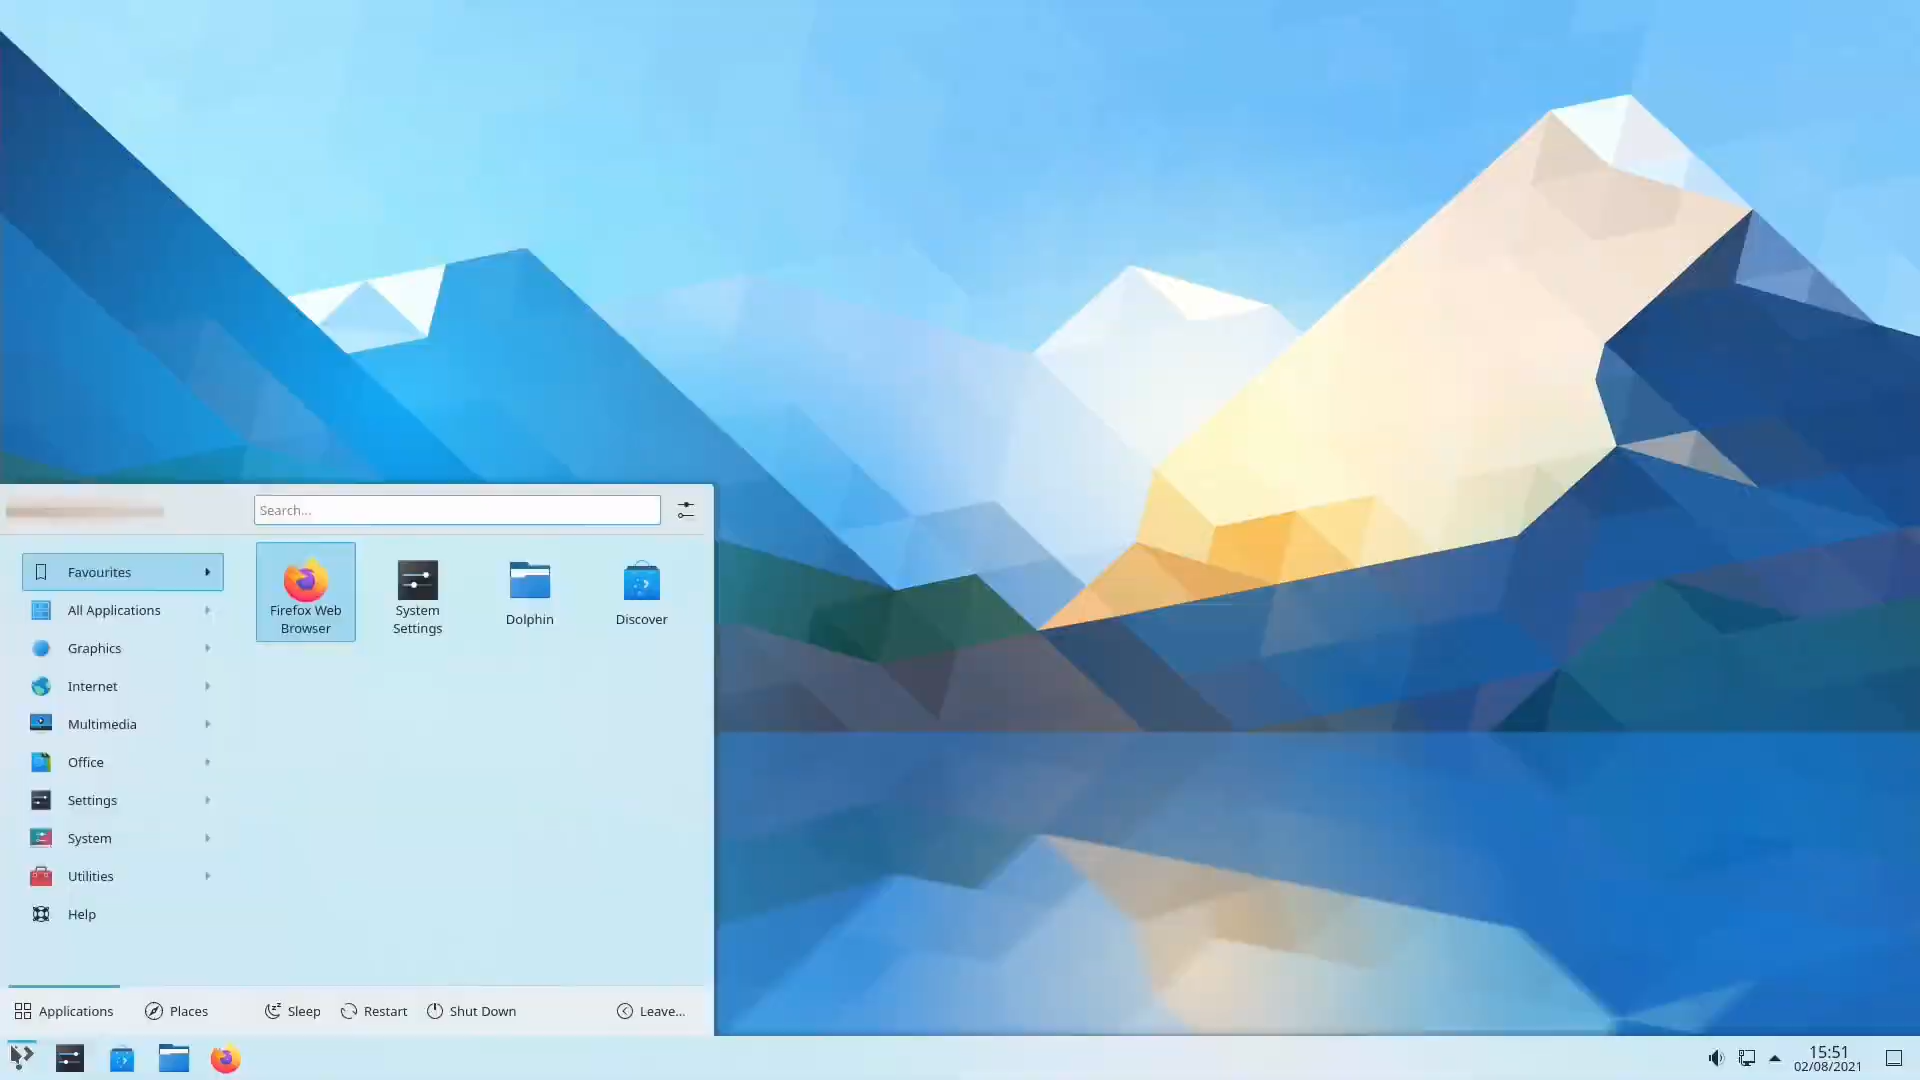 Search...
Favourites
All Applications
Graphics
Internet
Multimedia
Office
Settings
System
Utilities
Help
Firefox Web
Browser
System
Settings
Dolphin
Discover
Applications
Places
Sleep
Restart
Shut Down
Leave...
15:51
02/08/2021